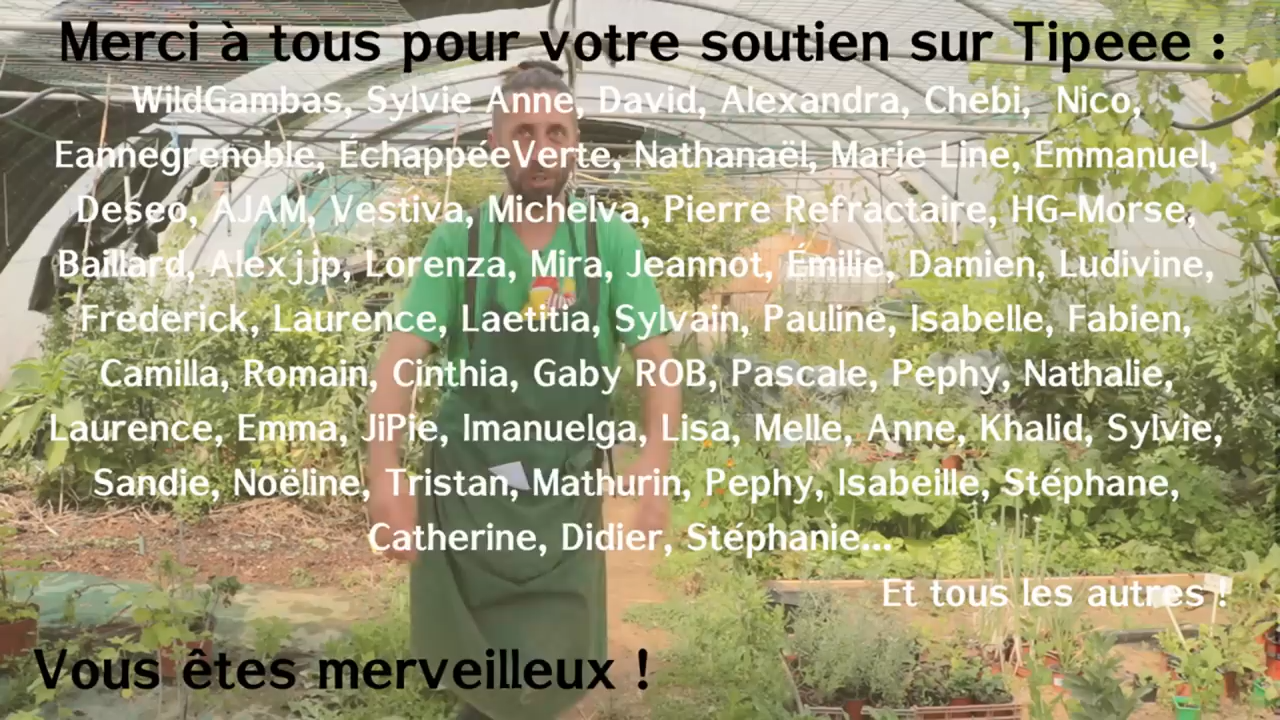 Merci à tous pour votre soutien sur Tipeee :
WildGambas, Sylvie Anne, David, Alexandra, Chebi, Nico,
Eannegrenoble, ÉchappéeVerte, Nathanaël, Marie Line, Emmanuel,
Deseo, AJAM, Vestiva, Michelva, Pierre Refractaire, HG-Morse,
Baillard, Alexjjp, Lorenza, Mira, Jeannot, Émilie, Damien, Ludivine,
Frederick, Laurence, Laetitia, Sylvain, Pauline, Isabelle, Fabien,
Camilla, Romain, Cinthia, Gaby ROB, Pascale, Pephy, Nathalie,
Laurence, Emma, JiPie, Imanuelga, Lisa, Melle, Anne, Khalid, Sylvie,
Sandie, Noëline, Tristan, Mathurin, Pephy, Isabeille, Stéphane,
Catherine, Didier, Stéphanie...
Et tous les autres !
Vous êtes merveilleux !